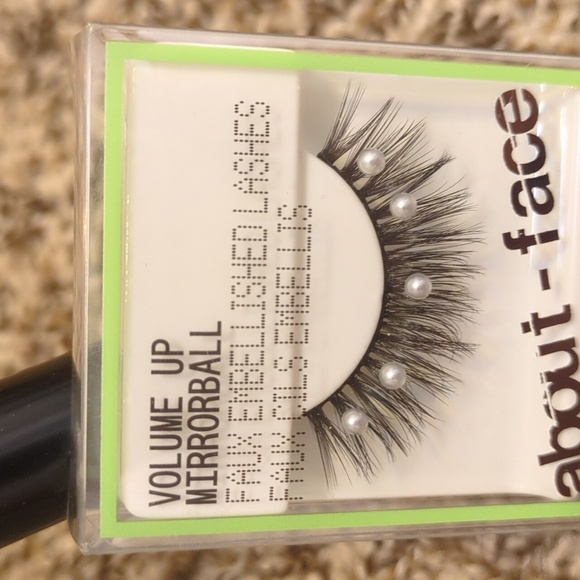 about-face
VOLUME UP
MIRRORBALL
FAUX EMBELLISHED LASHES
FAUX CILS EMBELLIS